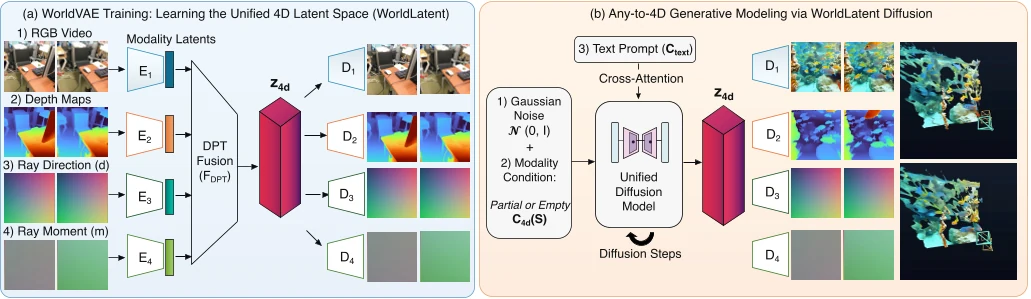 (a) WorldVAE Training: Learning the Unified 4D Latent Space (WorldLatent)
1) RGB Video
Modality Latents
E1
D1
2) Depth Maps
E2
D2
3) Ray Direction (d)
E3
D3
4) Ray Moment (m)
E4
D4
DPT
Fusion
(FDPT)
z4d
(b) Any-to-4D Generative Modeling via WorldLatent Diffusion
3) Text Prompt (Ctext)
Cross-Attention
1) Gaussian
Noise
𝒩 (0, I)
+
2) Modality
Condition:
Partial or Empty
C4d(S)
Unified
Diffusion
Model
Diffusion Steps
z4d
D1
D2
D3
D4